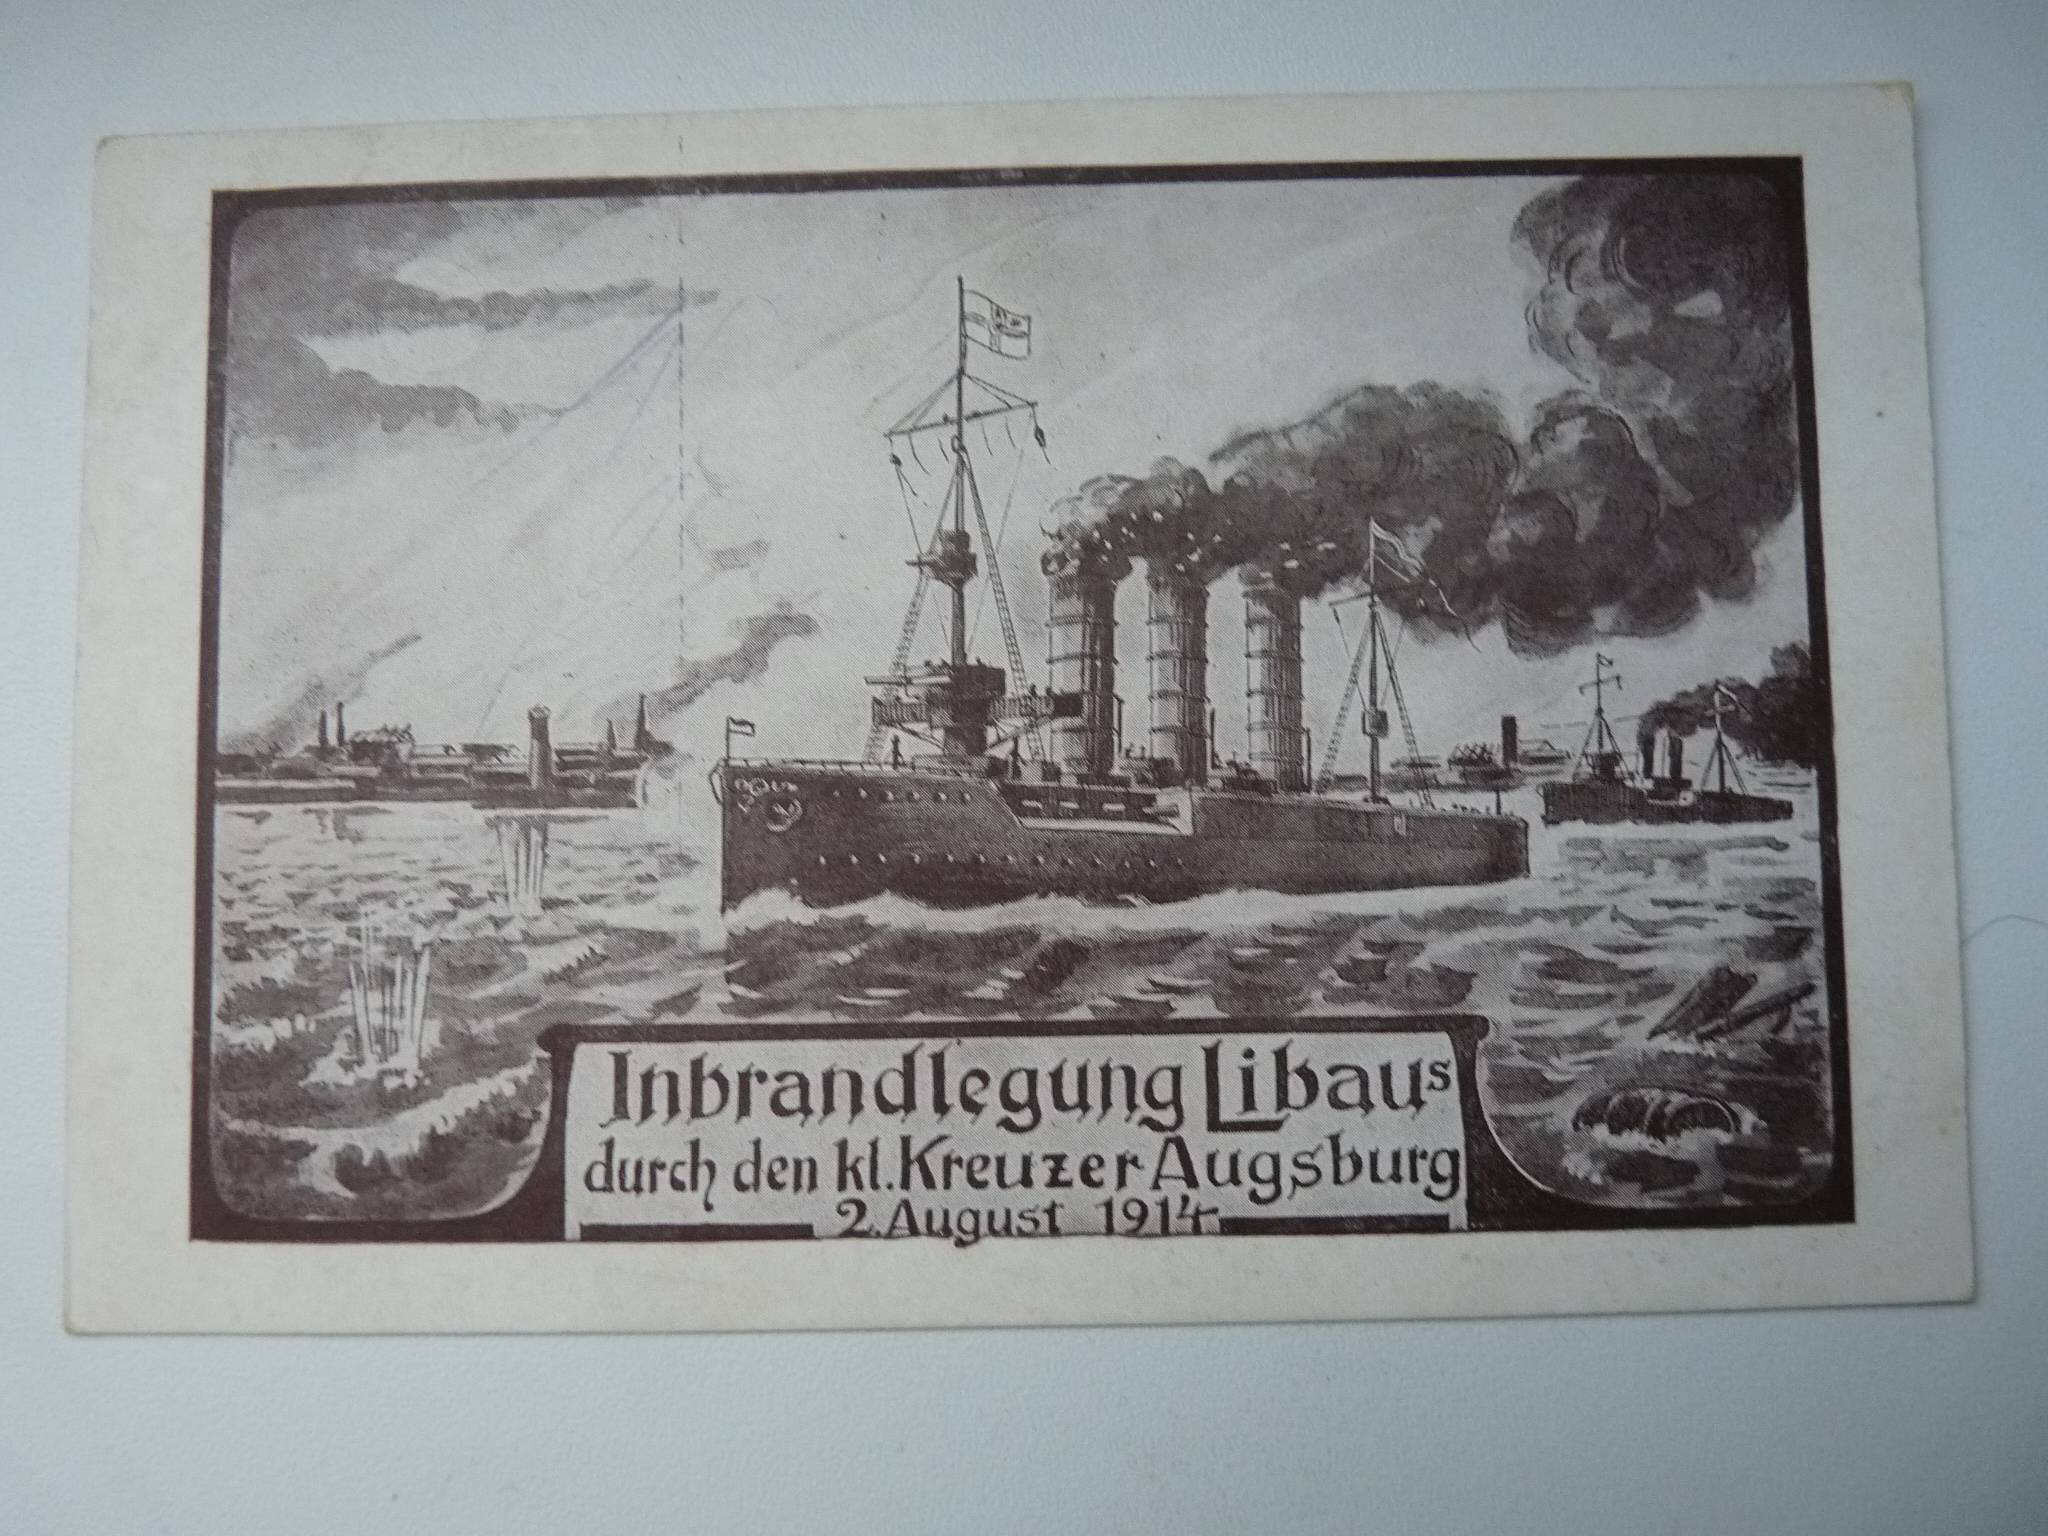 Inbrandlegung Libaus
durch den kl. Kreuzer Augsburg
2. August 1914